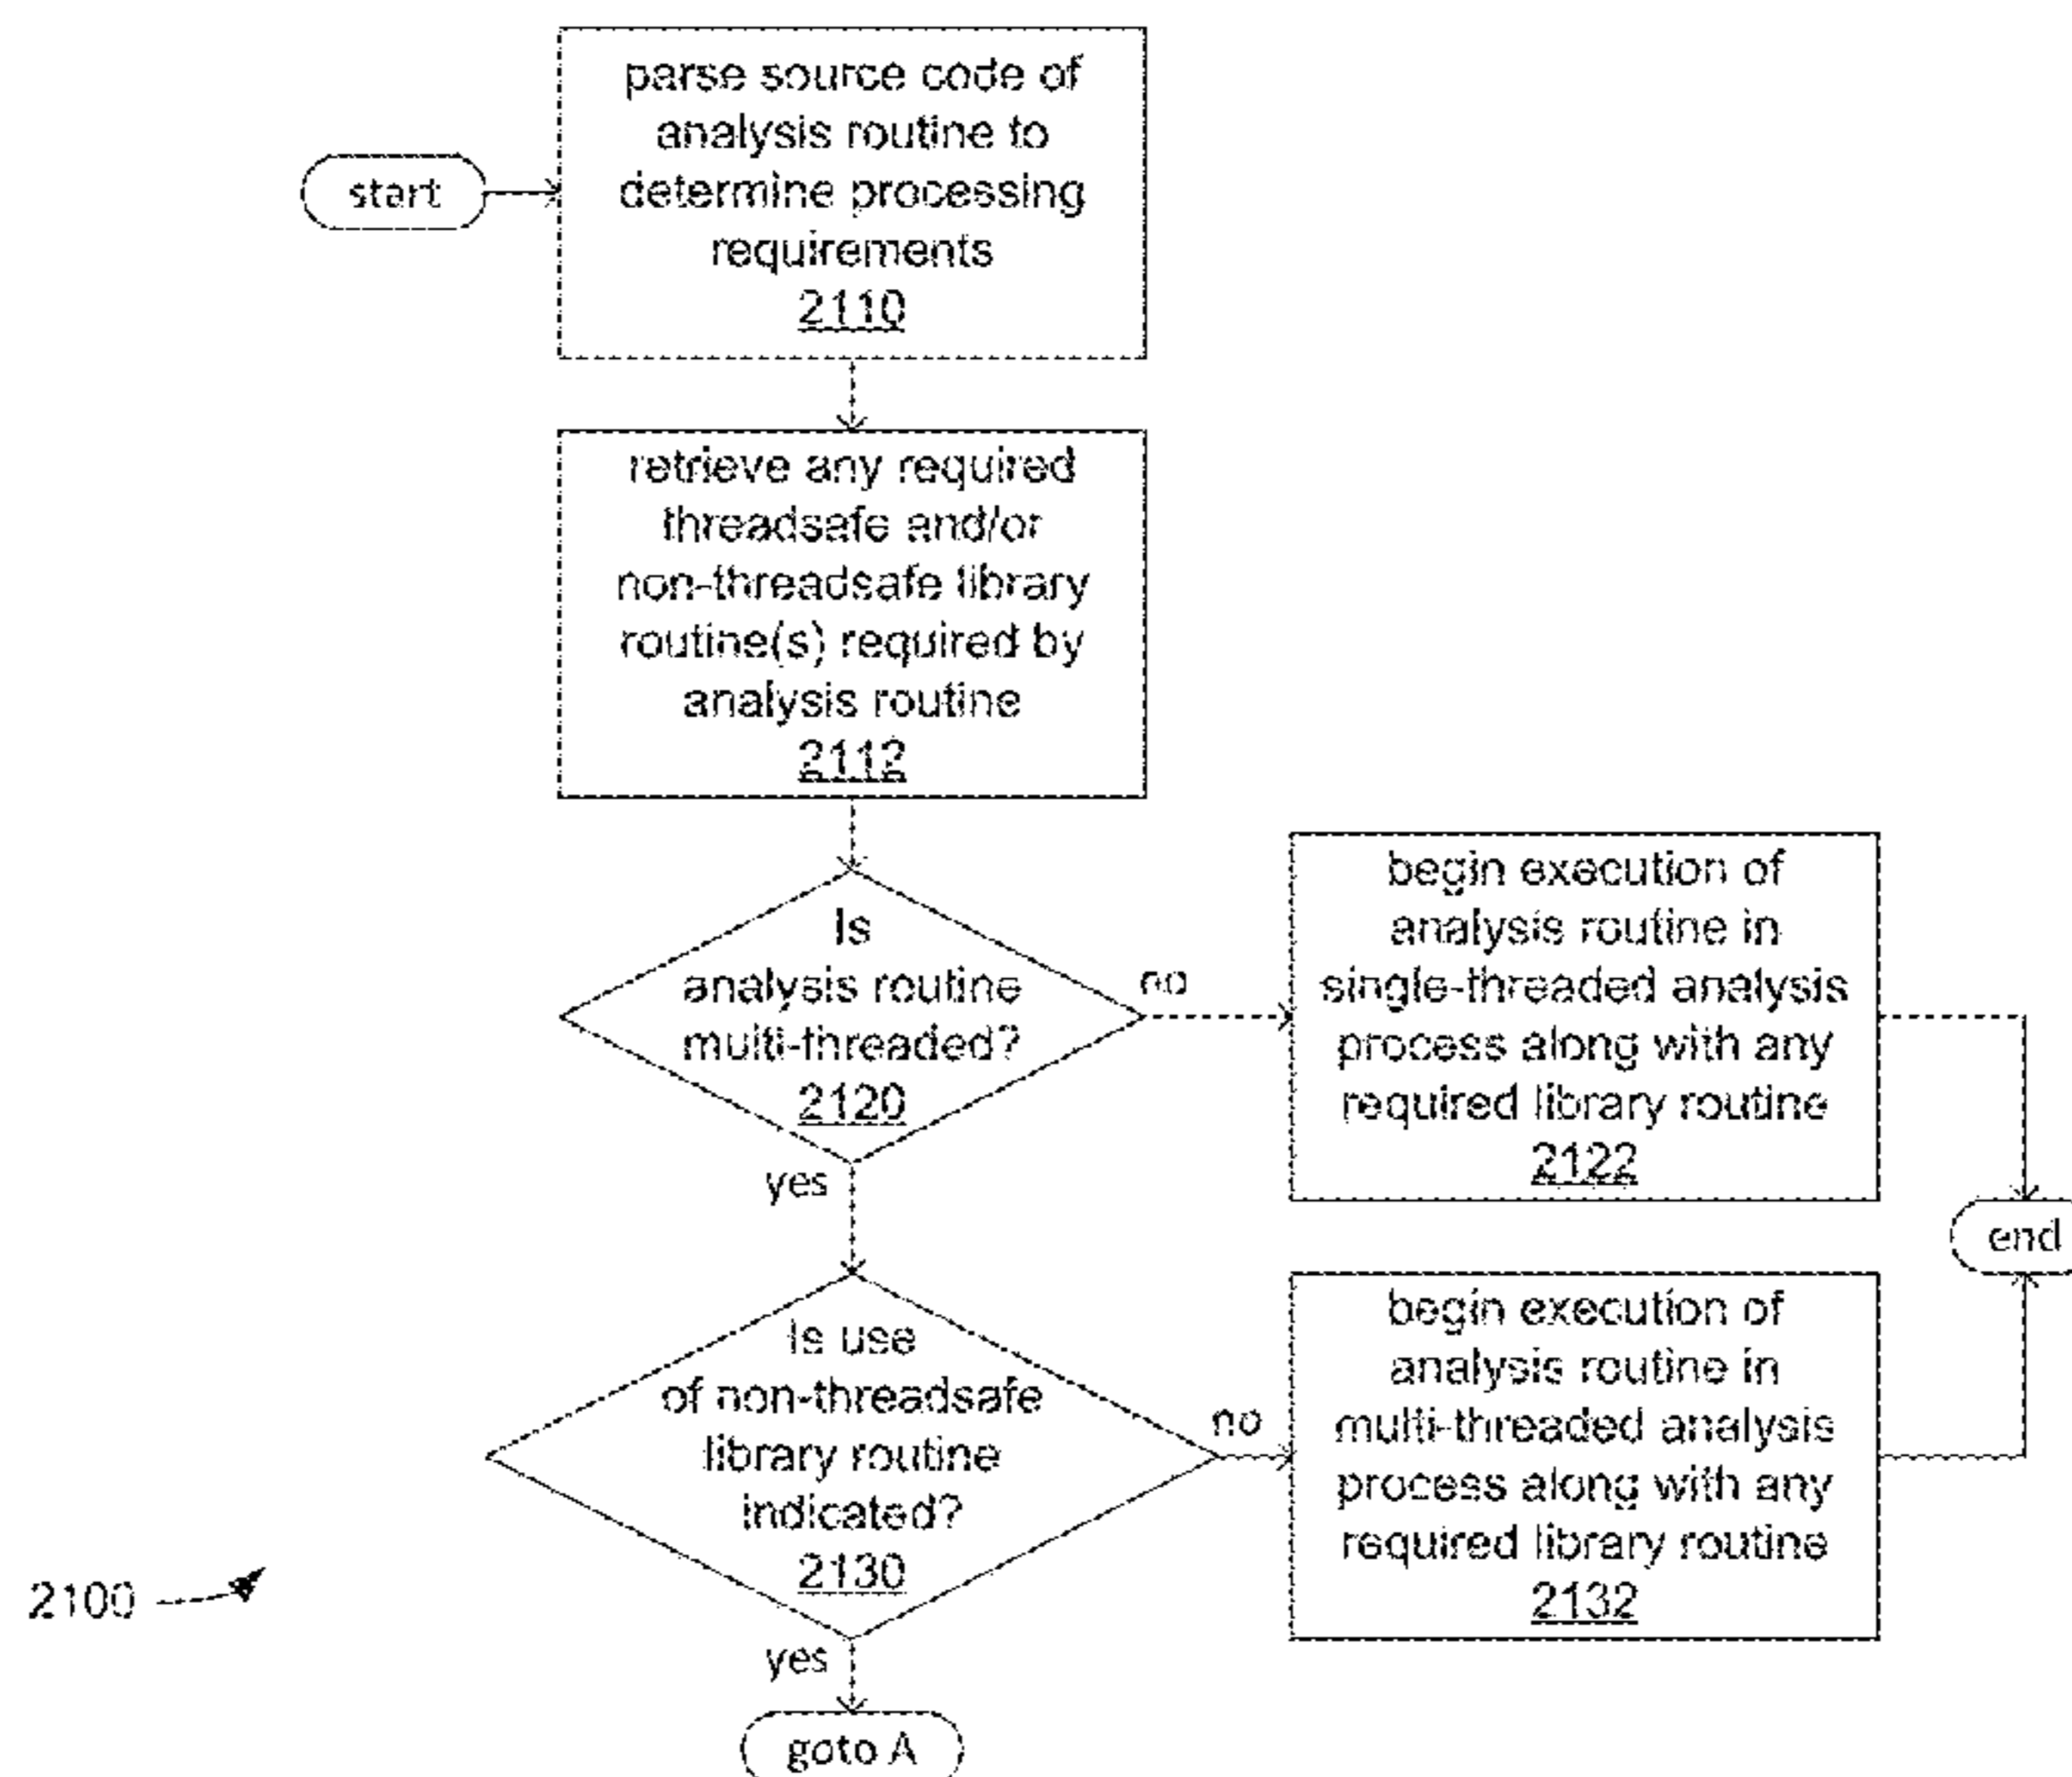 parse source code of
analysis routine to
determine processing
requirements
2110
start
retrieve any required
threadsafe and/or
non-threadsafe library
routine(s) required by
analysis routine
2112
Is
analysis routine
multi-threaded?
2120
no
yes
begin execution of
analysis routine in
single-threaded analysis
process along with any
required library routine
2122
end
Is use
of non-threadsafe
library routine
indicated?
2130
no
yes
begin execution of
analysis routine in
multi-threaded analysis
process along with any
required library routine
2132
2100
goto A